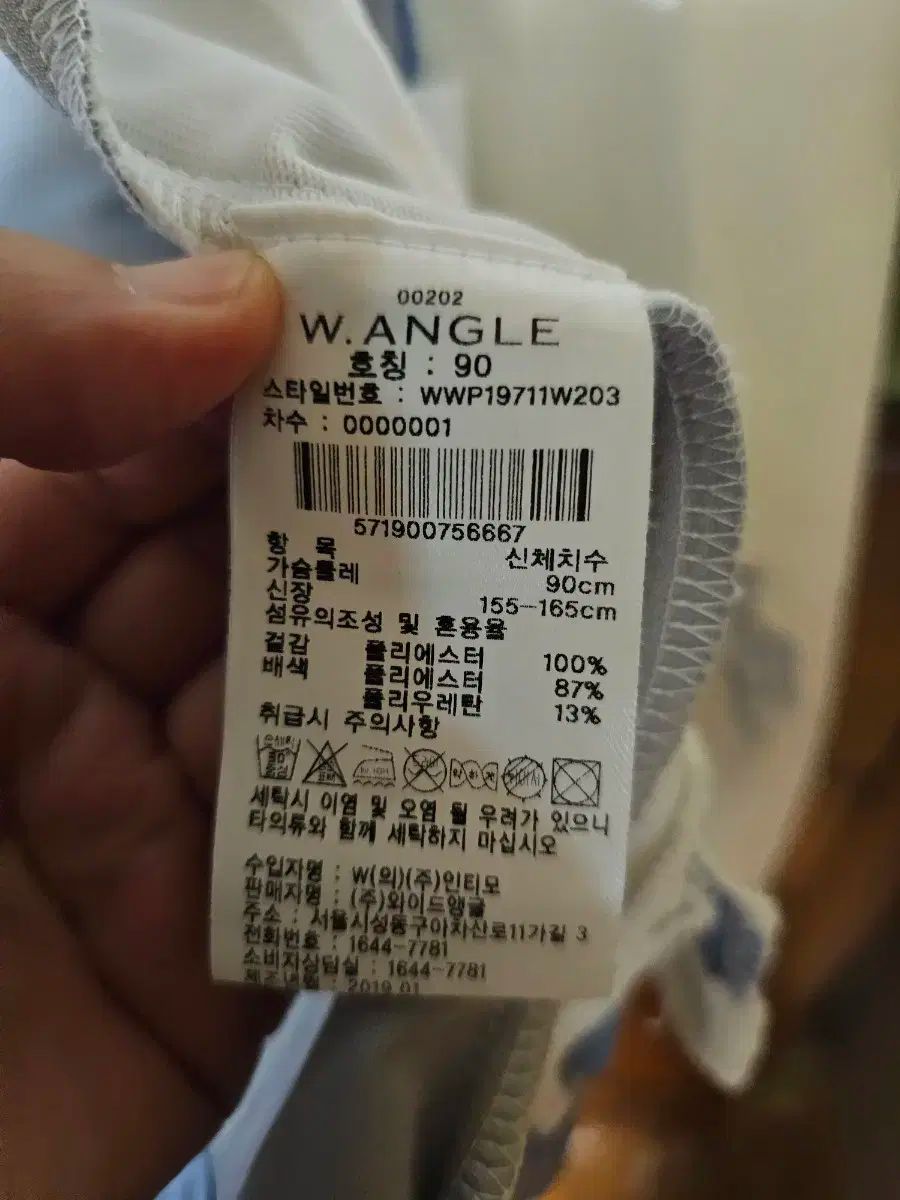 00202
W.ANGLE
호칭 : 90
스타일번호 : WWP19711W203
차수 : 0000001
571900756667
항 목 신체치수
가슴둘레 90cm
신장 155-165cm
섬유의조성 및 혼용율
겉감 폴리에스터 100%
배색 폴리에스터 87%
폴리우레탄 13%
취급시 주의사항
세탁시 이염 및 오염 될 우려가 있으니
타의류와 함께 세탁하지 마십시오
수입자명 : W(의)(주)인티모
판매자명 : (주)와이드앵글
주소 : 서울시성동구아차산로11가길 3
전화번호 : 1644-7781
소비자상담실 : 1644-7781
제조년월 : 2019.01